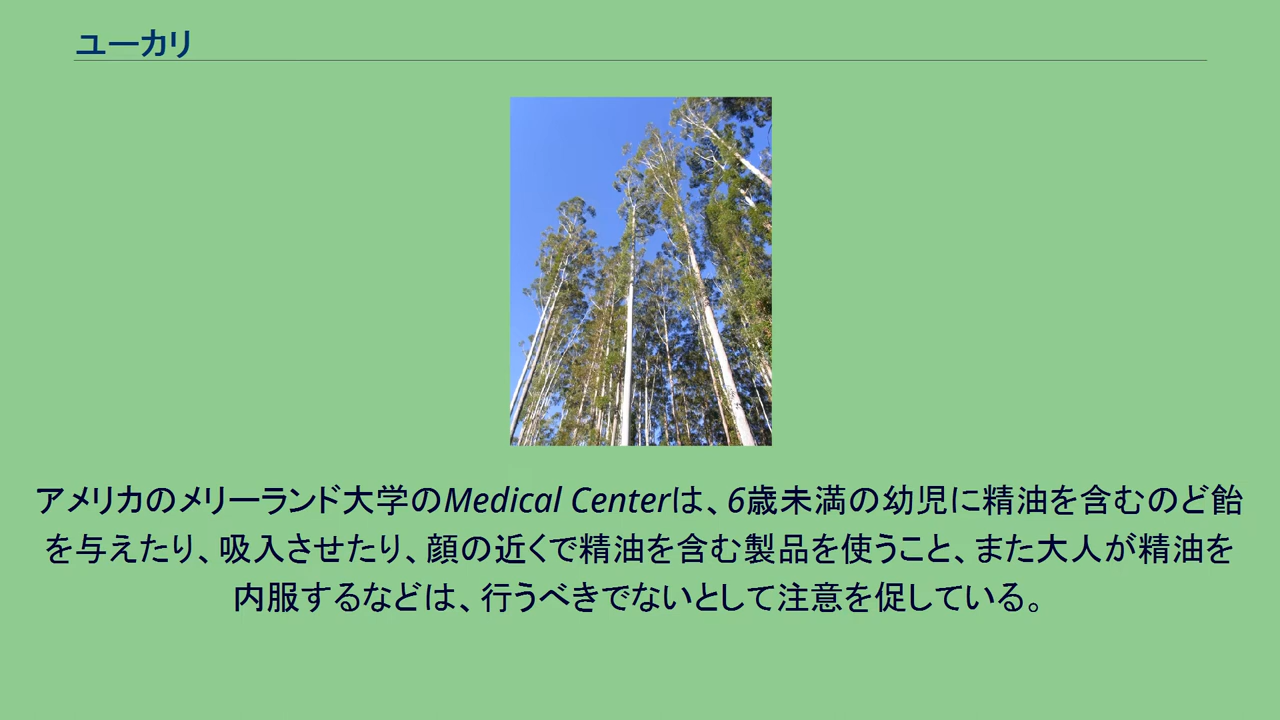 ユーカリ
アメリカのメリーランド大学のMedical Centerは、6歳未満の幼児に精油を含むのど飴
を与えたり、吸入させたり、顔の近くで精油を含む製品を使うこと、また大人が精油を
内服するなどは、行うべきでないとして注意を促している。